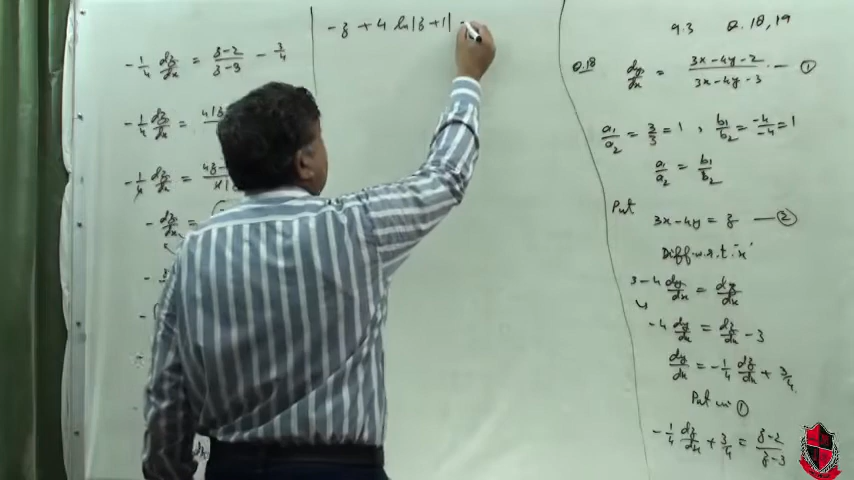 -1/4 dz/dx = z-2/z-3 - 3/4
-1/4 dz/dx =
-1/4 dz/dx =
- dz/dx
-z + 4 ln|z+1|
9.3 Q.18,19
Q.18 dy/dx = 3x-4y-2/3x-4y-3 — ①
a₁/a₂ = 3/3 = 1 , b₁/b₂ = -4/-4 = 1
a₁/a₂ = b₁/b₂
Put
3x-4y = z — ②
Diff w.r.t. "x"
3-4 dy/dx = dz/dx
-4 dy/dx = dz/dx - 3
dy/dx = -1/4 dz/dx + 3/4
Put in ①
-1/4 dz/dx + 3/4 = z-2/z-3